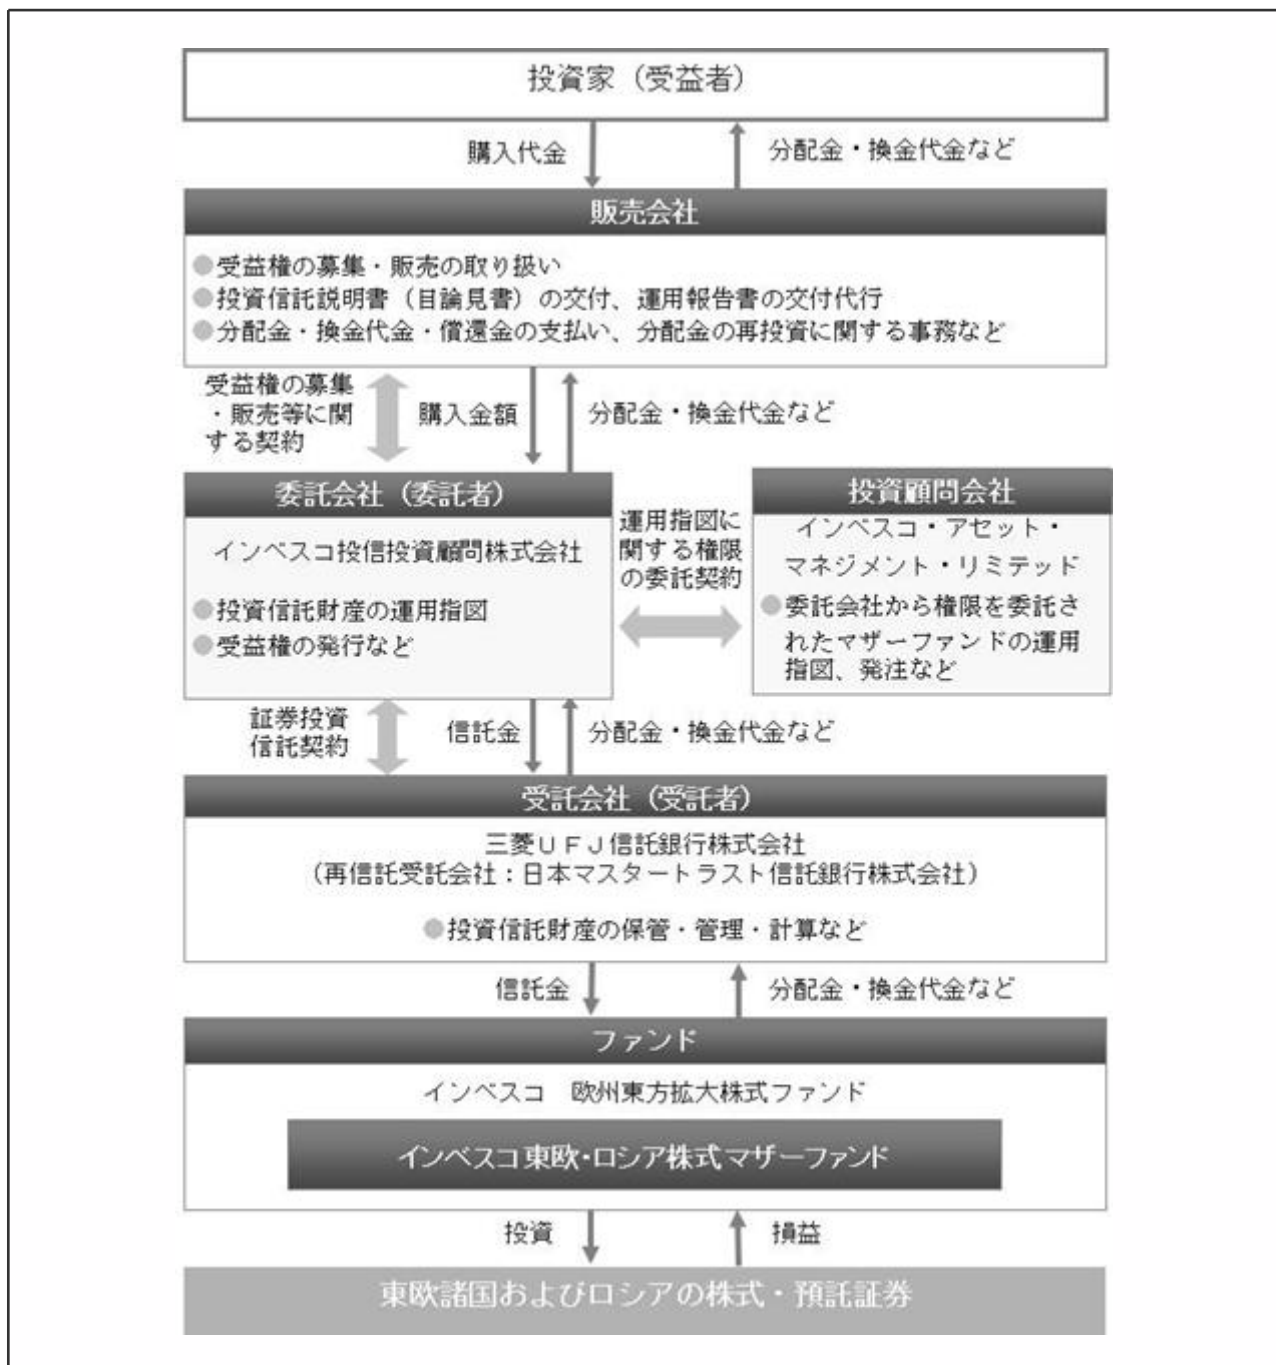 投資家（受益者）
購入代金
分配金・換金代金など
販売会社
●受益権の募集・販売の取り扱い
●投資信託説明書（目論見書）の交付、運用報告書の交付代行
●分配金・換金代金・償還金の支払い、分配金の再投資に関する事務など
受益権の募集
・販売等に関
する契約
購入金額
分配金・換金代金など
委託会社（委託者）
インベスコ投信投資顧問株式会社
●投資信託財産の運用指図
●受益権の発行など
運用指図に
関する権限
の委託契約
投資顧問会社
インベスコ・アセット・
マネジメント・リミテッド
●委託会社から権限を委託さ
れたマザーファンドの運用
指図、発注など
証券投資
信託契約
信託金
分配金・換金代金など
受託会社（受託者）
三菱ＵＦＪ信託銀行株式会社
（再信託受託会社：日本マスタートラスト信託銀行株式会社）
●投資信託財産の保管・管理・計算など
信託金
分配金・換金代金など
ファンド
インベスコ　欧州東方拡大株式ファンド
インベスコ東欧・ロシア株式マザーファンド
投資
損益
東欧諸国およびロシアの株式・預託証券